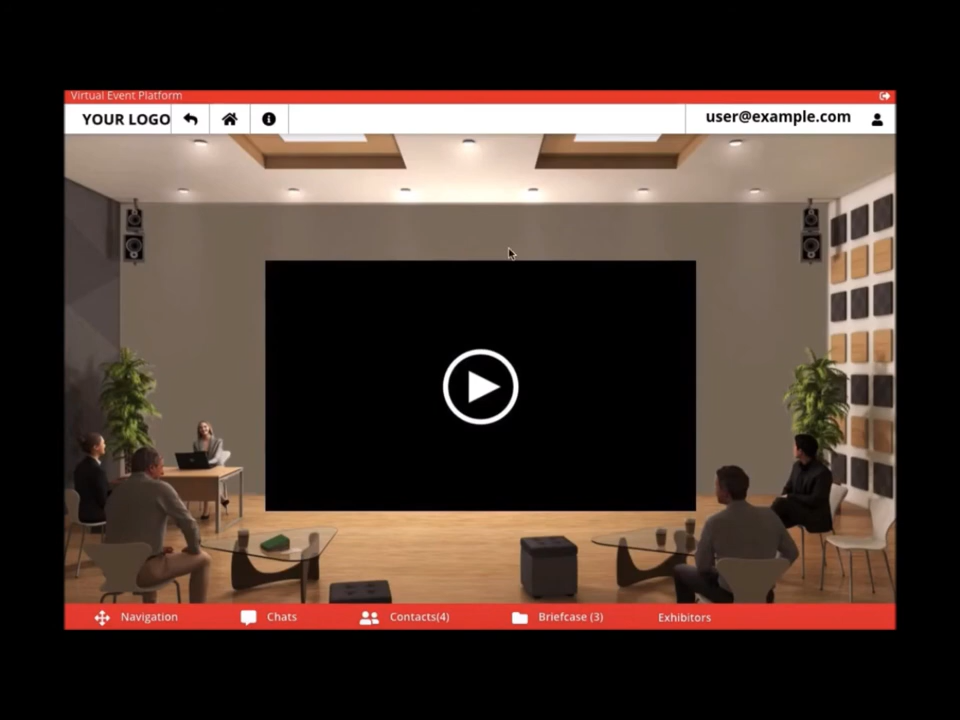 Virtual Event Platform
YOUR LOGO
user@example.com
Navigation
Chats
Contacts(4)
Briefcase (3)
Exhibitors